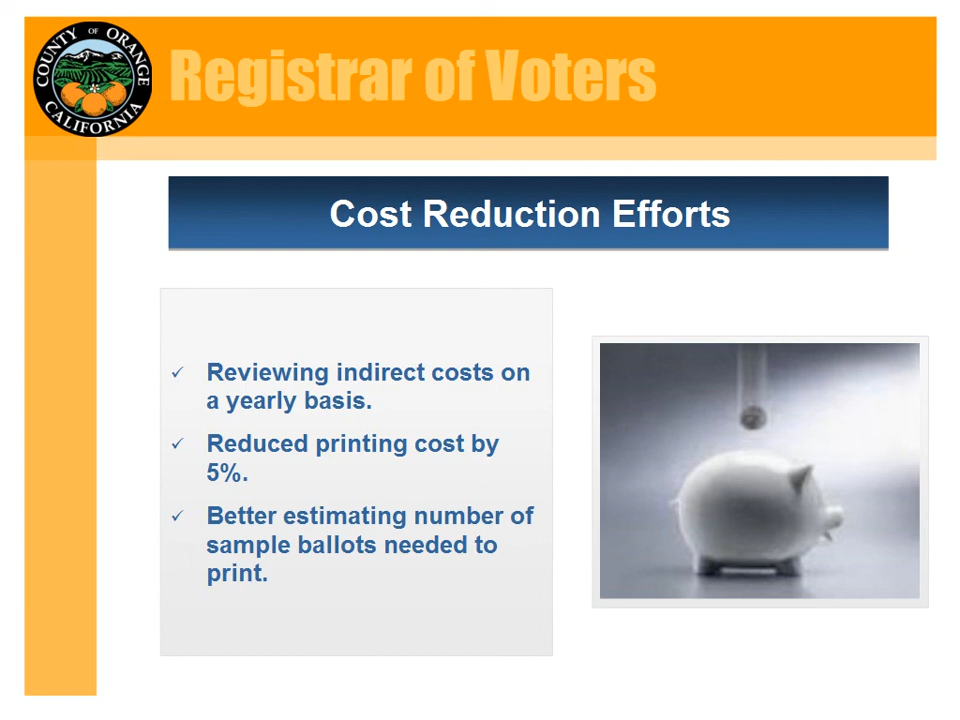 COUNTY OF ORANGE
CALIFORNIA
Registrar of Voters
Cost Reduction Efforts
✓ Reviewing indirect costs on
a yearly basis.
✓ Reduced printing cost by
5%.
✓ Better estimating number of
sample ballots needed to
print.